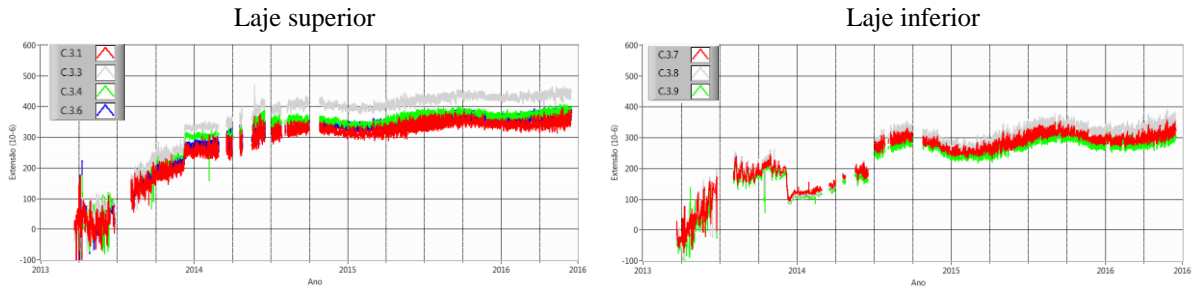 Laje superior
C.3.1
C.3.3
C.3.4
C.3.6
600
500
400
300
200
100
0
-100
Extensão (10-6)
2013
2014
2015
2016
2016
Ano
Laje inferior
C.3.7
C.3.8
C.3.9
600
500
400
300
200
100
0
-100
Extensão (10-6)
2013
2014
2015
2016
2016
Ano